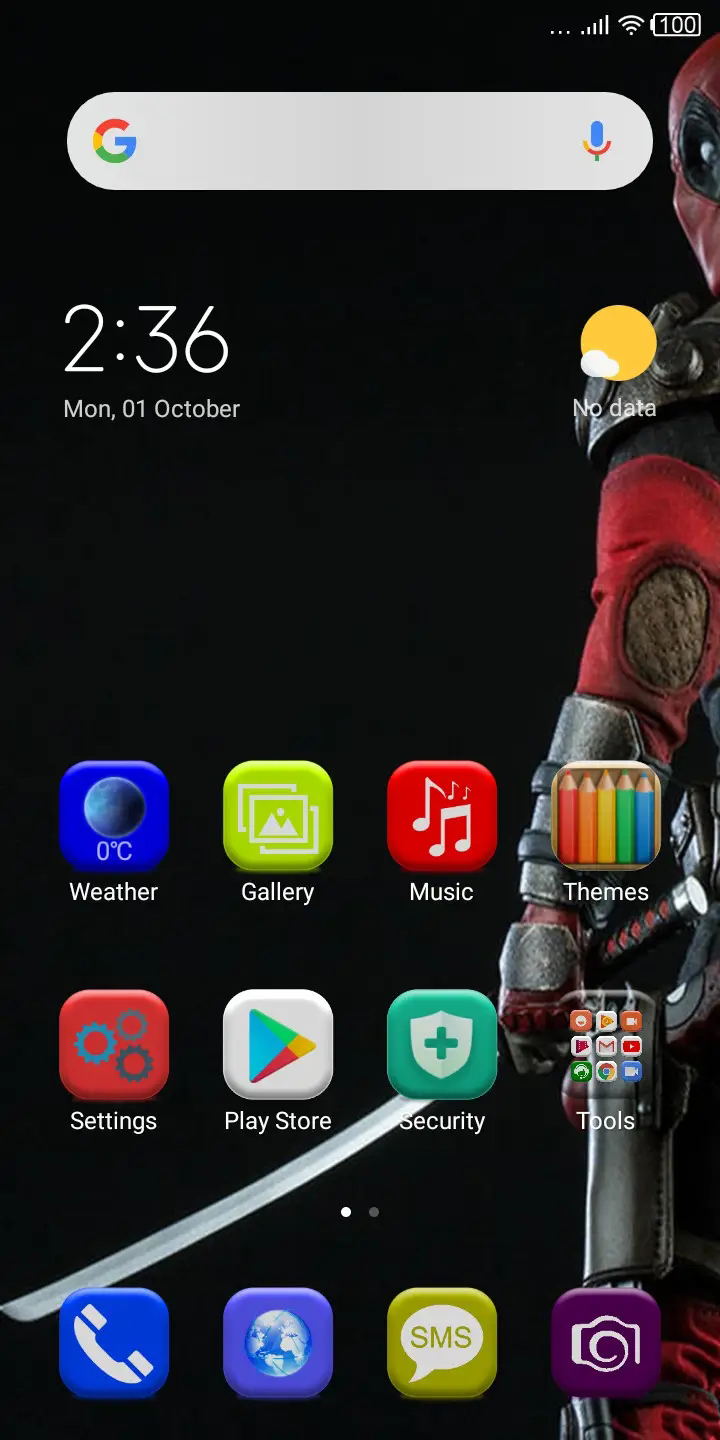 ... 100
2:36
Mon, 01 October
No data
0°C
Weather Gallery Music Themes
Settings Play Store Security Tools
SMS